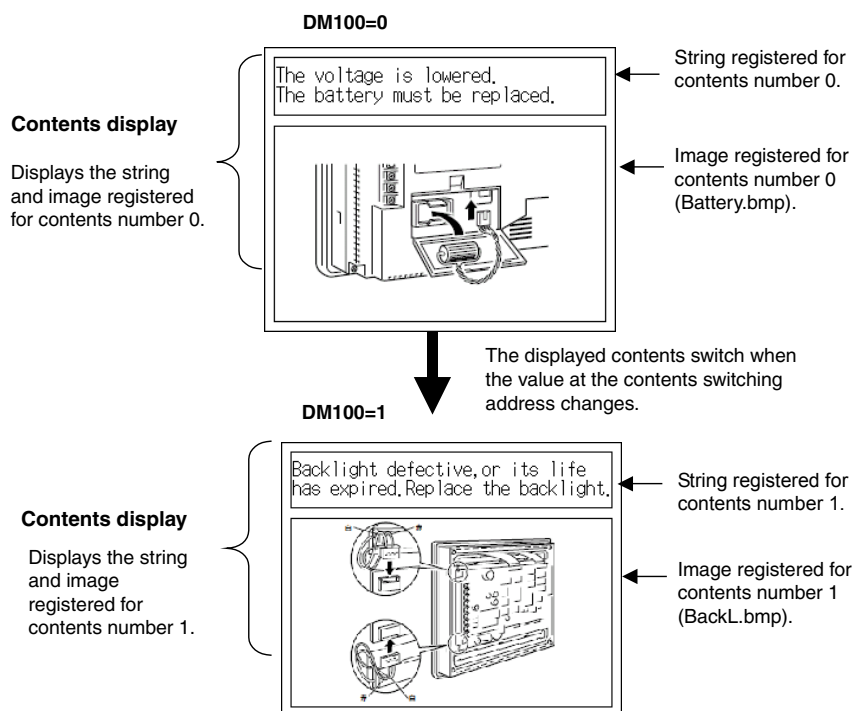 DM100=0
The voltage is lowered.
The battery must be replaced.
String registered for
contents number 0.
Contents display
Displays the string
and image registered
for contents number 0.
Image registered for
contents number 0
(Battery.bmp).
The displayed contents switch when
the value at the contents switching
address changes.
DM100=1
Backlight defective,or its life
has expired.Replace the backlight.
String registered for
contents number 1.
Contents display
Displays the string
and image
registered for
contents number 1.
Image registered for
contents number 1
(BackL.bmp).